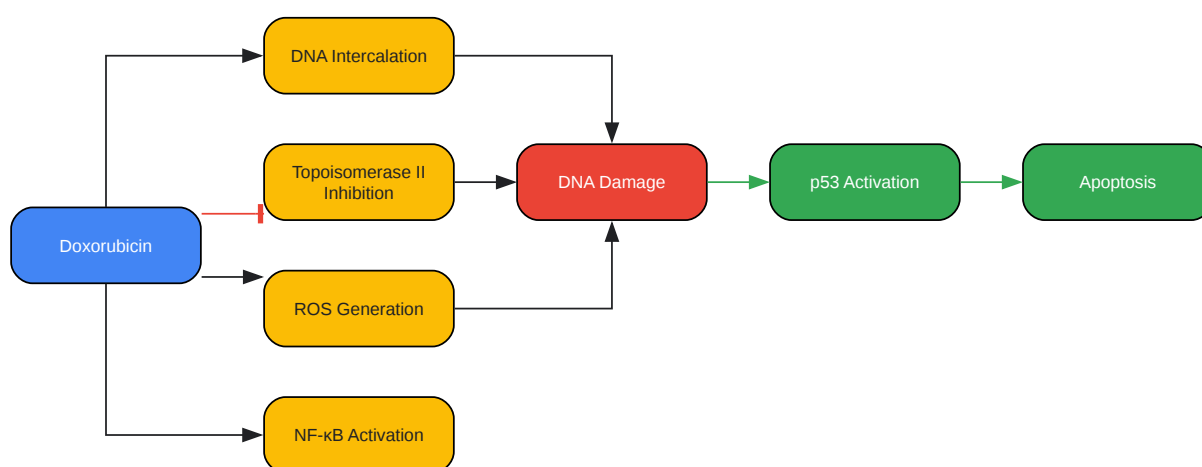 DNA Intercalation
Topoisomerase II
Inhibition
DNA Damage
p53 Activation
Apoptosis
Doxorubicin
ROS Generation
NF-κB Activation